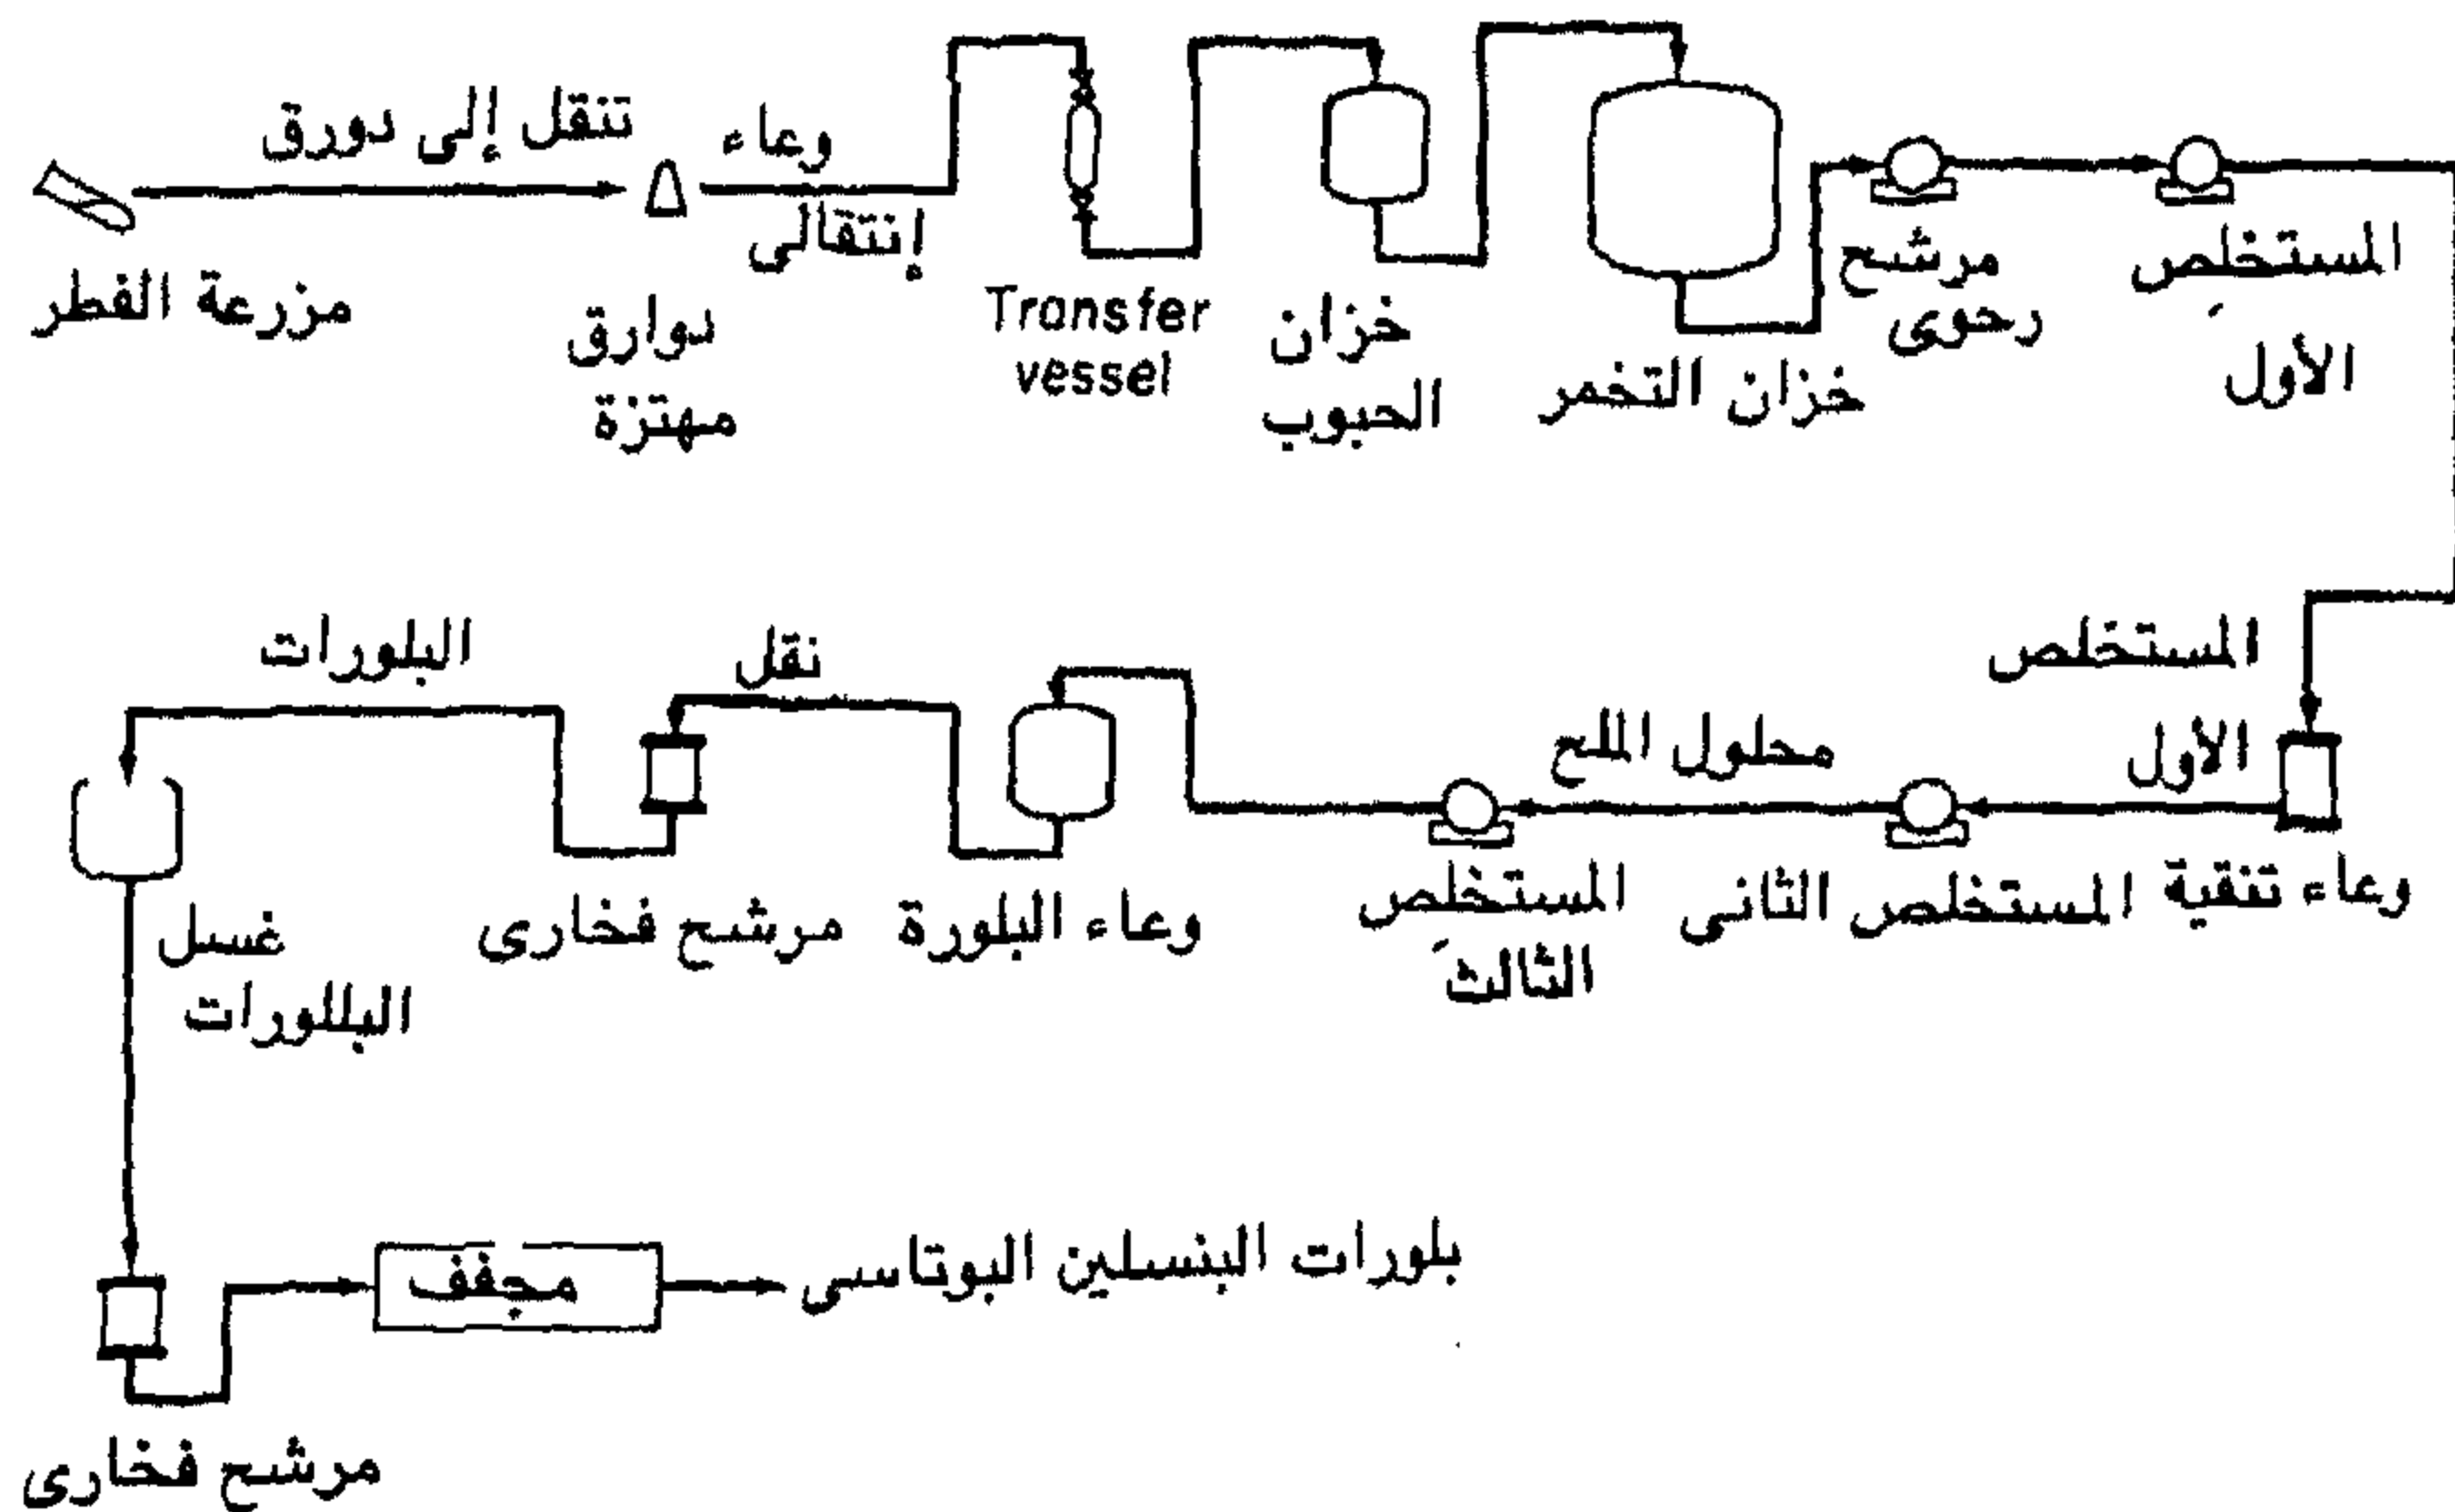 تنقل إلى دورق
وعاء
إنتقالى
مزرعة الفطر
دوارق
مهتزة
Transfer
vessel
خزان
الحبوب
خزان التخمر
مرشح
رحوى
المستخلص
الأول
المستخلص
الأول
وعاء تنقية
المستخلص الثانى
محلول الملح
المستخلص
الثالث
وعاء البلورة
نقل
مرشح فخارى
البلورات
غسل
البللورات
مرشح فخارى
مجفف
بلورات البنسلين البوتاسى